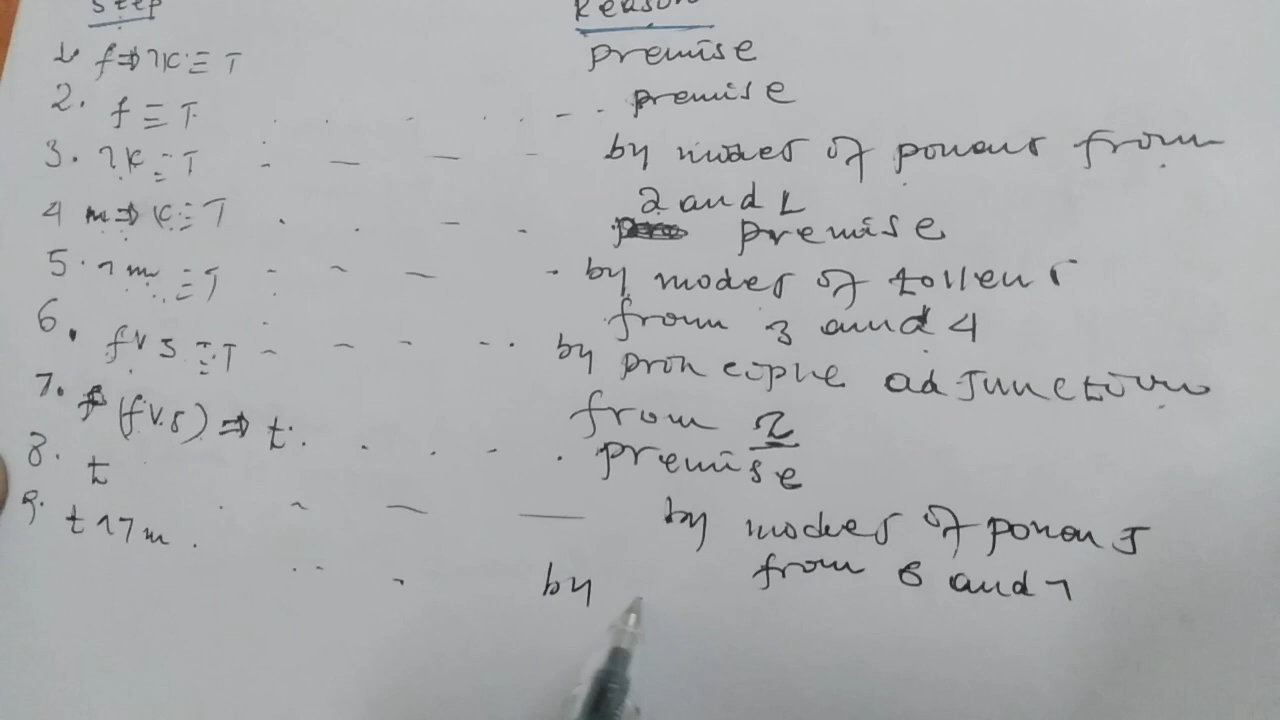 Step Reason
1. f⇒¬k≡T premise
2. f≡T . . - . . . - - premise
3. ¬k≡T - — — - by modes of ponens from
2 and 1
4 m⇒k≡T . . - . premise
5. ¬m≡T - - — - by modes of tollens
from 3 and 4
6. f∨s≡T - - - - . . by adjunction
from 2
7. (f∨s)⇒t . . . - . premise
8. t - — — by modes of ponens
from 6 and 7
9. t∧¬m . . . - by